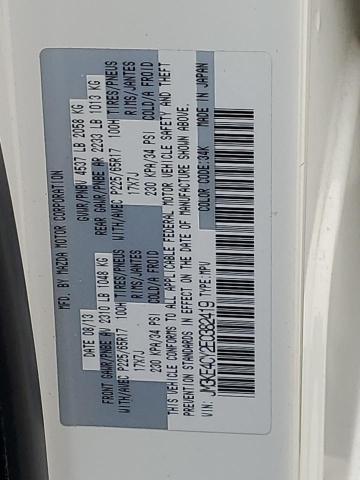 MFD. BY MAZDA MOTOR CORPORATION
DATE 08/13 GVWR/PNBV 4537 LB 2058 KG
FRONT GAWR/PNBE AV 2310 LB 1048 KG REAR GAWR/PNBE AR 2233 LB 1013 KG
WITH/AVEC P225/65R17 100H TIRES/PNEUS WITH/AVEC P225/65R17 100H TIRES/PNEUS
17X7J RIMS/JANTES 17X7J RIMS/JANTES
230 KPA/34 PSI COLD/A FROID 230 KPA/34 PSI COLD/A FROID
THIS VEHICLE CONFORMS TO ALL APPLICABLE FEDERAL MOTOR VEHICLE SAFETY AND THEFT
PREVENTION STANDARDS IN EFFECT ON THE DATE OF MANUFACTURE SHOWN ABOVE.
VIN: JM3KE4CY2E0382419 TYPE:MPV COLOR CODE:34K MADE IN JAPAN